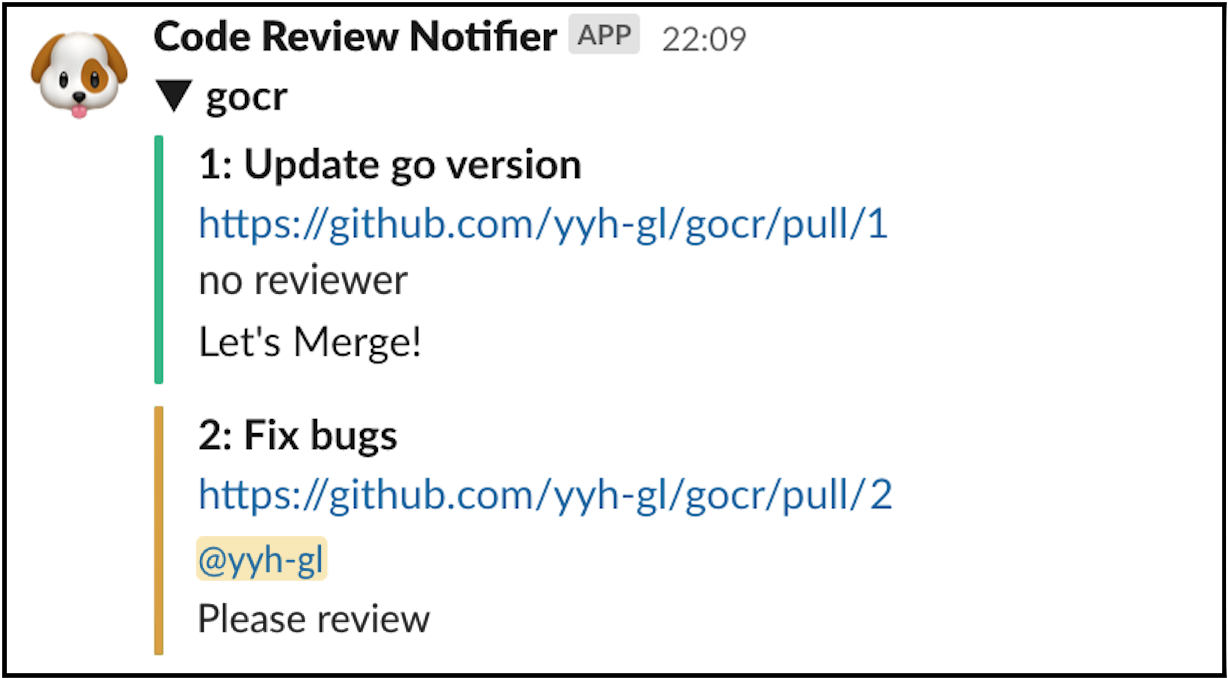 Code Review Notifier APP 22:09
▼ gocr
1: Update go version
https://github.com/yyh-gl/gocr/pull/1
no reviewer
Let's Merge!
2: Fix bugs
https://github.com/yyh-gl/gocr/pull/2
@yyh-gl
Please review